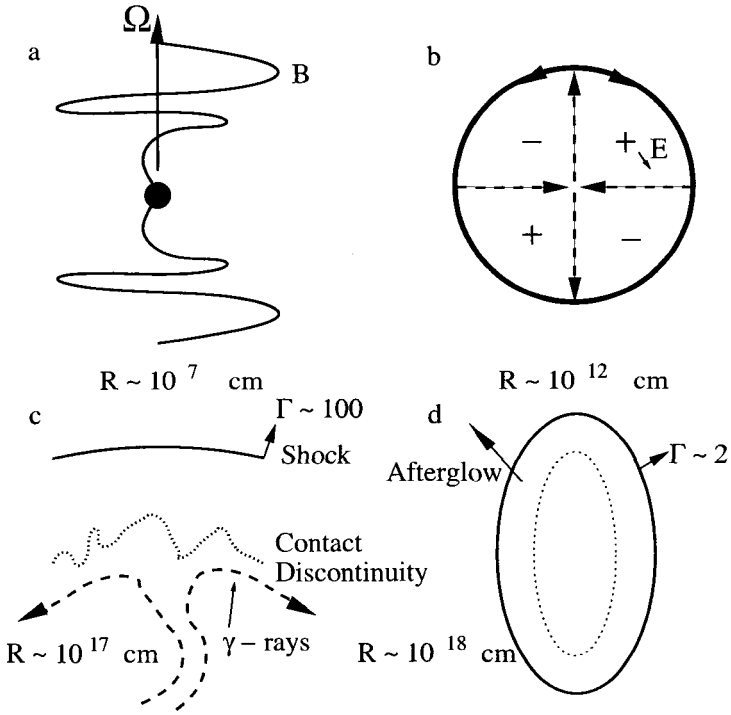 a
Ω
B
R ~ 10 7 cm
b
− +
E
+ −
R ~ 10 12 cm
c
Γ ~ 100
Shock
Contact
Discontinuity
γ – rays
R ~ 10 17 cm
d
Afterglow
Γ ~ 2
R ~ 10 18 cm